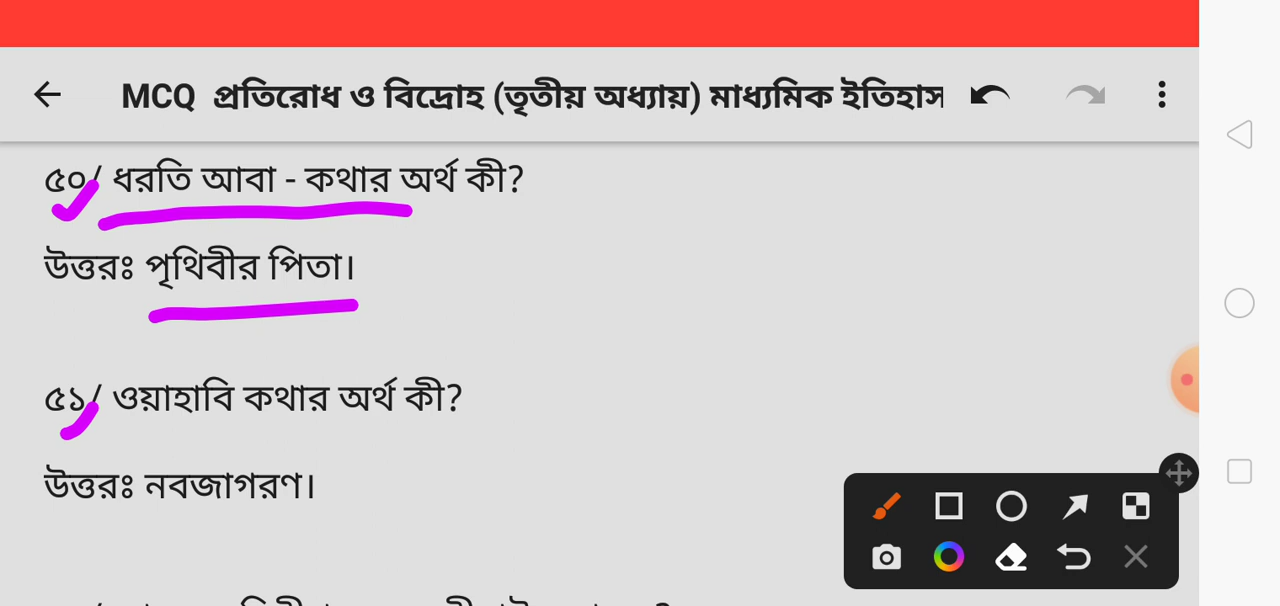 MCQ প্রতিরোধ ও বিদ্রোহ (তৃতীয় অধ্যায়) মাধ্যমিক ইতিহাস
৫০/ ধরতি আবা - কথার অর্থ কী?
উত্তরঃ পৃথিবীর পিতা।
৫১/ ওয়াহাবি কথার অর্থ কী?
উত্তরঃ নবজাগরণ।